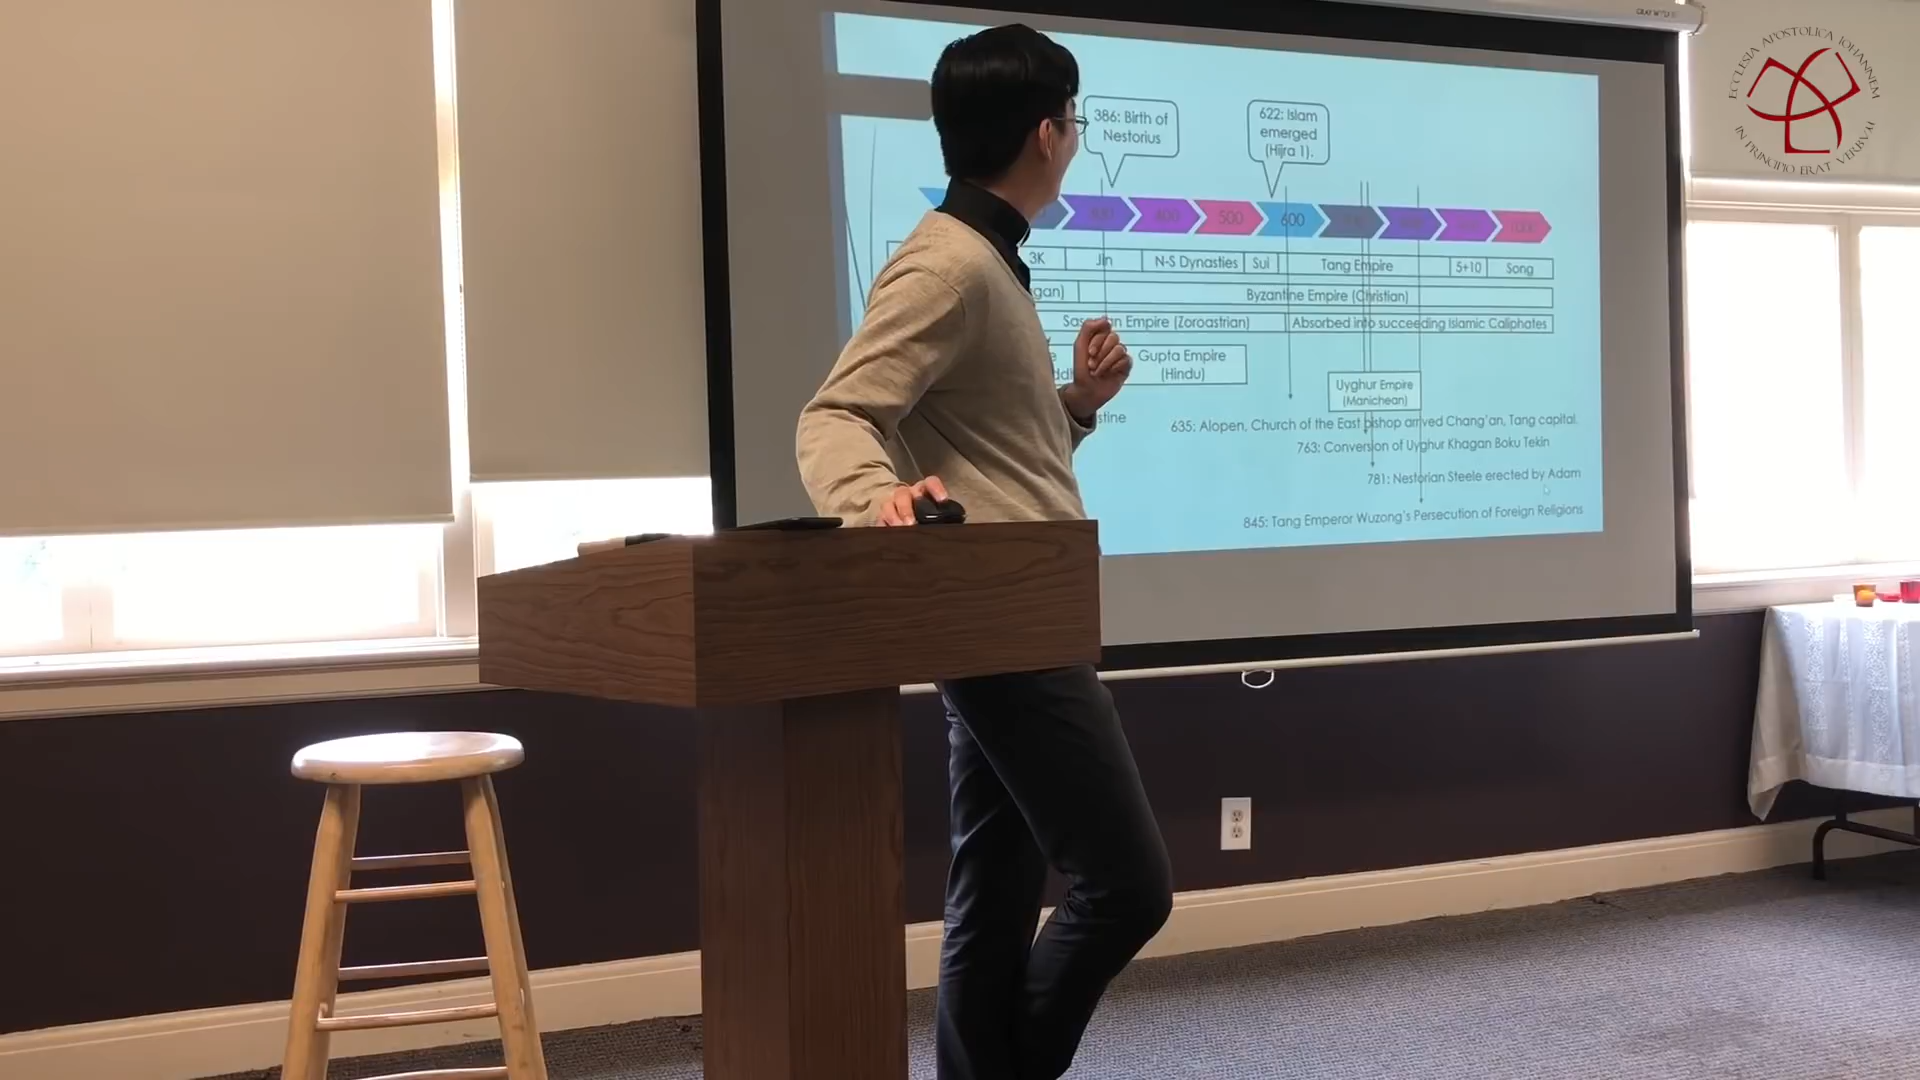 386: Birth of
Nestorius
622: Islam
emerged
(Hijra 1).
400
500
600
3K
Jin
N-S Dynasties
Sui
Tang Empire
5+10
Song
Byzantine Empire (Christian)
Empire (Zoroastrian)
Absorbed into succeeding Islamic Caliphates
Gupta Empire
(Hindu)
Uyghur Empire
(Manichean)
635: Alopen, Church of the East bishop arrived Chang'an, Tang capital.
763: Conversion of Uyghur Khagan Boku Tekin
781: Nestorian Steele erected by Adam
845: Tang Emperor Wuzong's Persecution of Foreign Religions
ECCLESIA APOSTOLICA IOHANNEM
IN PRINCIPIO ERAT VERBVM